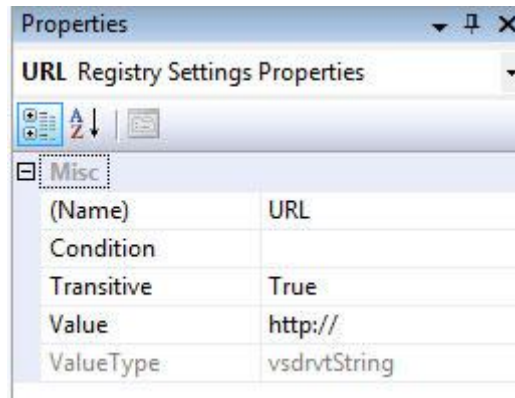 Properties
URL Registry Settings Properties
A
Z
Misc
(Name) URL
Condition
Transitive True
Value http://
ValueType vsdrvtString